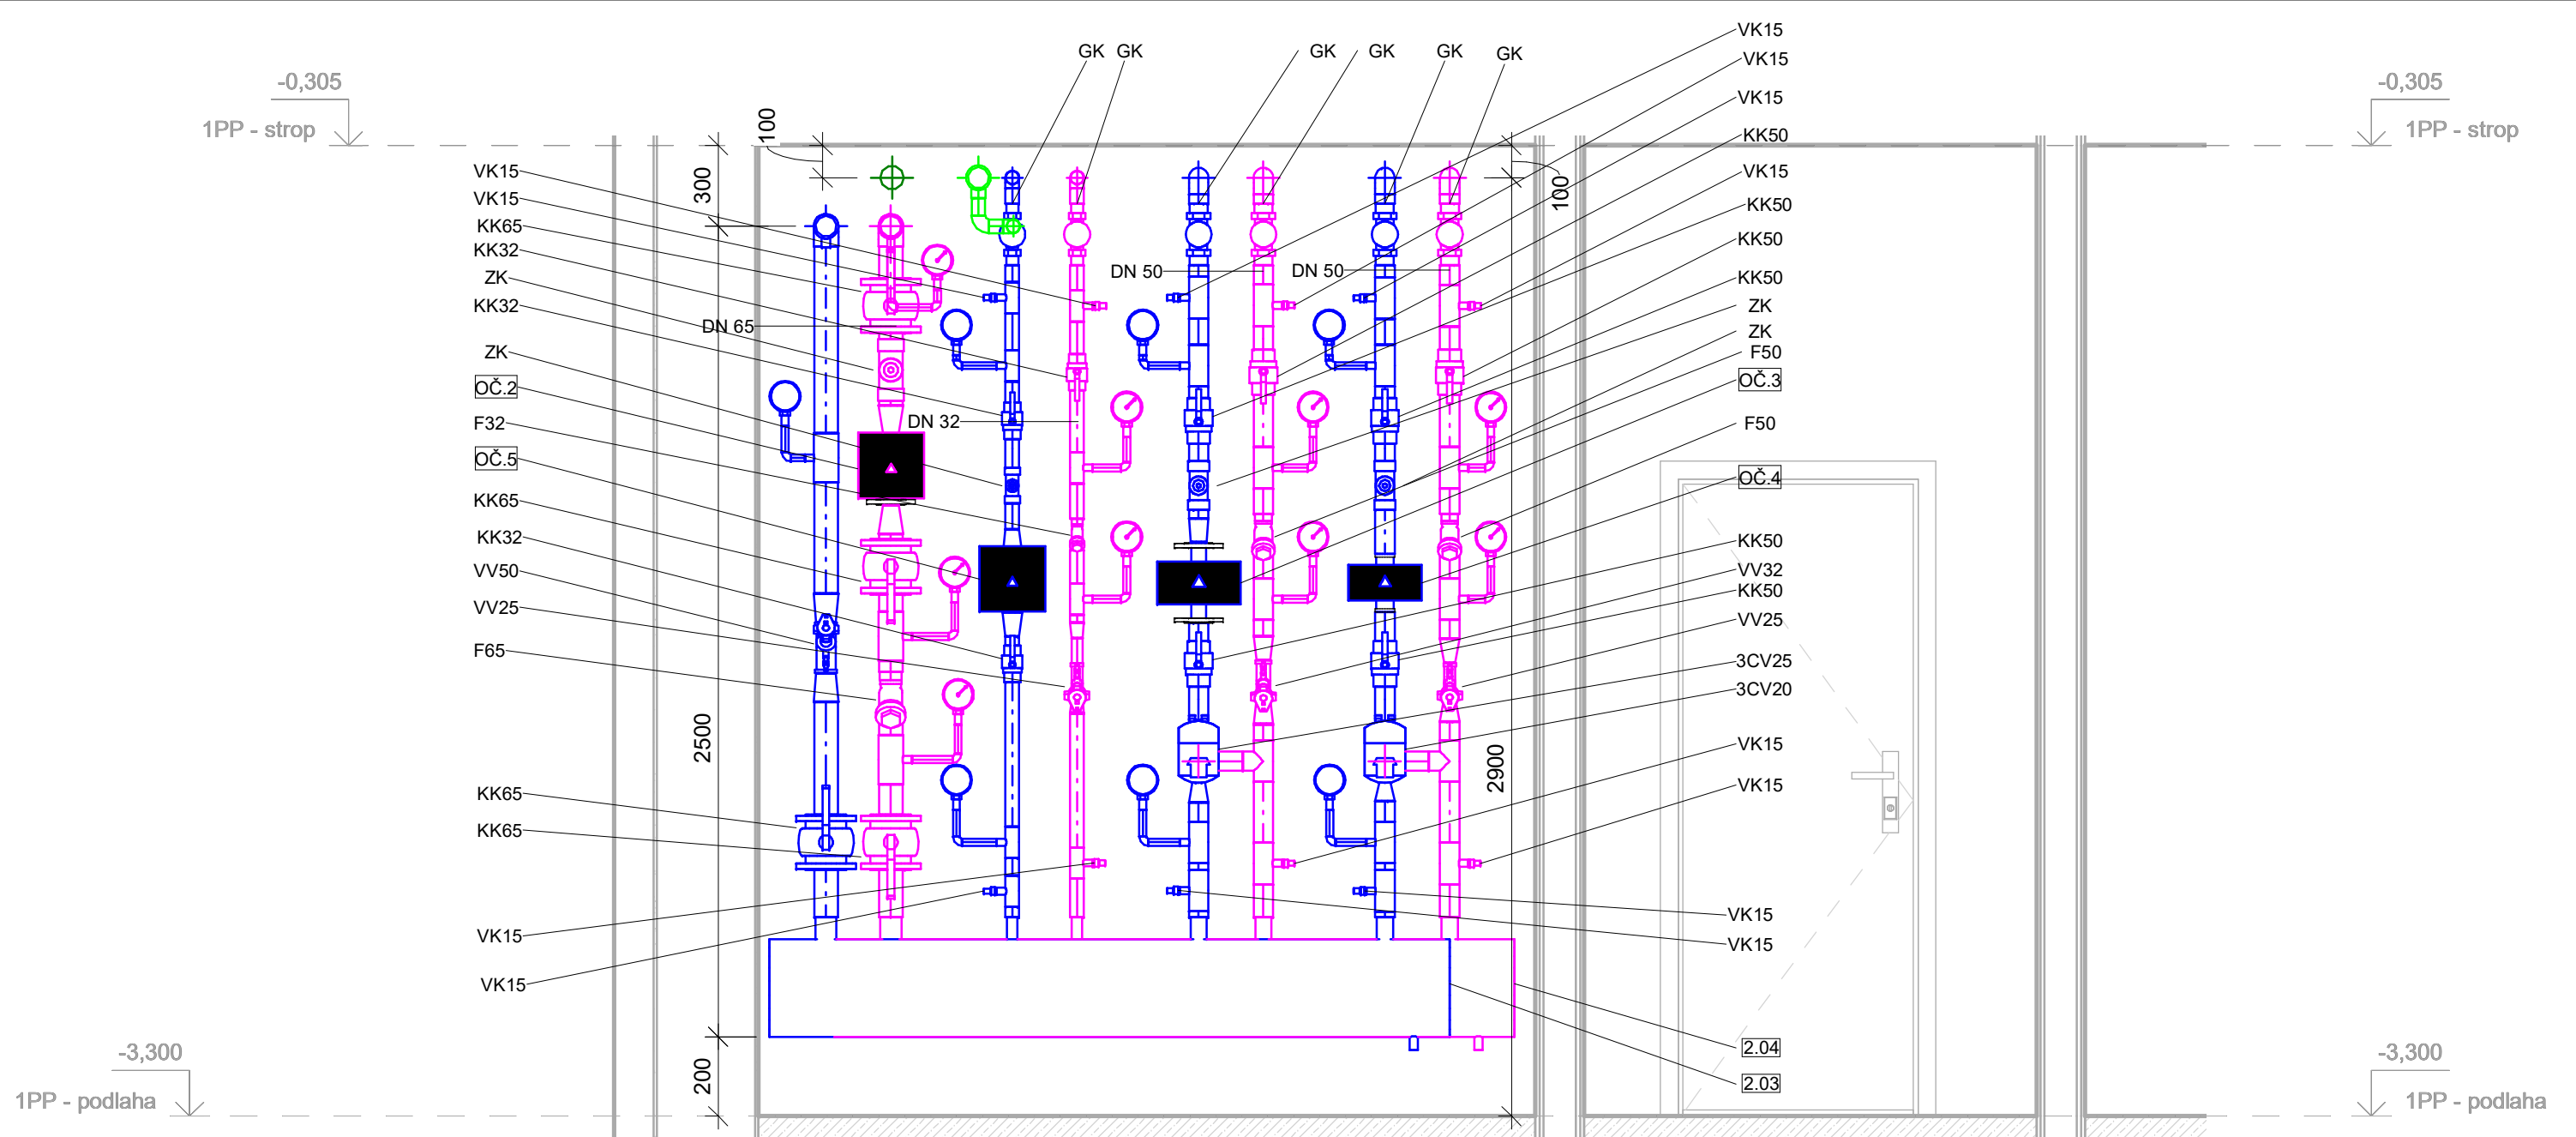 VK15
GK GK GK GK GK GK
VK15
-0,305
-0,305
VK15
100
1PP - strop
1PP - strop
KK50
VK15
VK15
300
100
VK15
KK50
KK65
KK50
KK32
DN 50
DN 50
ZK
KK50
KK32
ZK
DN 65
ZK
ZK
F50
OČ.2
OČ.3
F32
DN 32
F50
OČ.5
OČ.4
KK65
KK32
KK50
VV50
VV32
KK50
VV25
VV25
F65
3CV25
3CV20
2500
2900
VK15
KK65
VK15
KK65
VK15
VK15
VK15
VK15
2.04
-3,300
-3,300
200
2.03
1PP - podlaha
1PP - podlaha